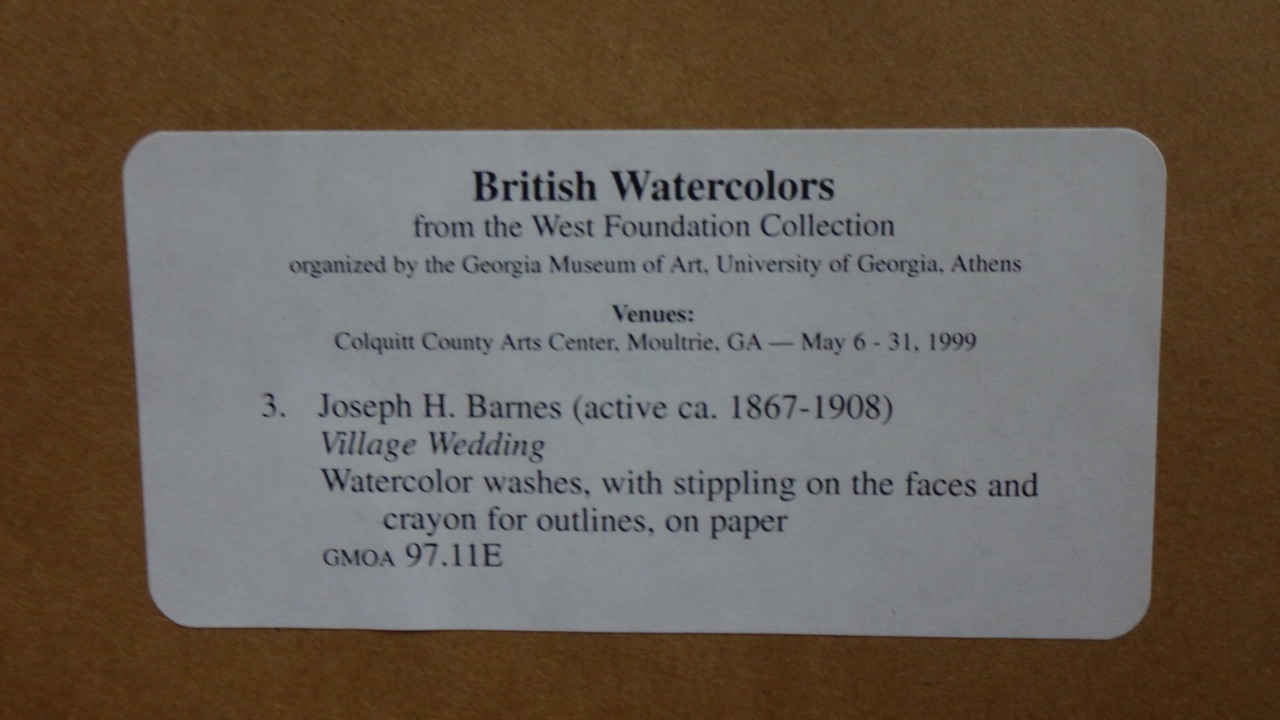 British Watercolors
from the West Foundation Collection
organized by the Georgia Museum of Art, University of Georgia, Athens
Venues:
Colquitt County Arts Center, Moultrie, GA — May 6 - 31, 1999
3. Joseph H. Barnes (active ca. 1867-1908)
Village Wedding
Watercolor washes, with stippling on the faces and
crayon for outlines, on paper
GMOA 97.11E